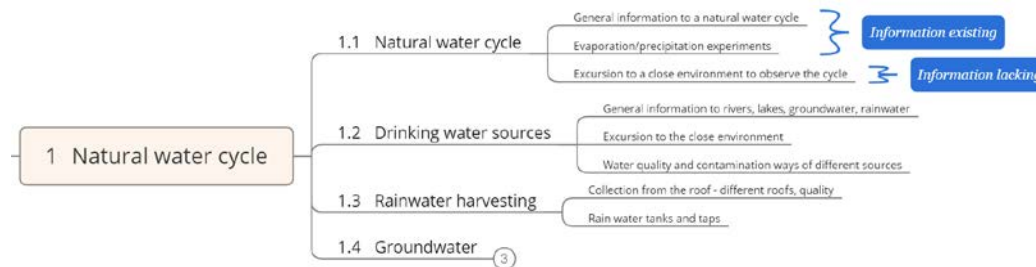 General information to a natural water cycle
1.1 Natural water cycle
Evaporation/precipitation experiments
Information existing
Excursion to a close environment to observe the cycle
Information lacking
General information to rivers, lakes, groundwater, rainwater
1.2 Drinking water sources
Excursion to the close environment
Water quality and contamination ways of different sources
1 Natural water cycle
Collection from the roof - different roofs, quality
1.3 Rainwater harvesting
Rain water tanks and taps
1.4 Groundwater 3